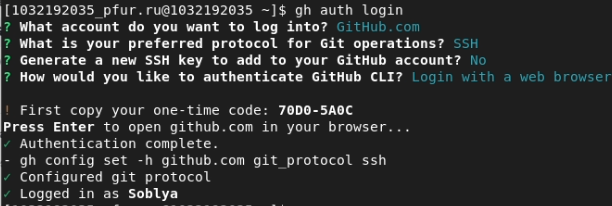 [1032192035_pfur.ru@1032192035 ~]$ gh auth login
? What account do you want to log into? GitHub.com
? What is your preferred protocol for Git operations? SSH
? Generate a new SSH key to add to your GitHub account? No
? How would you like to authenticate GitHub CLI? Login with a web browser
! First copy your one-time code: 70D0-5A0C
Press Enter to open github.com in your browser...
✓ Authentication complete.
- gh config set -h github.com git_protocol ssh
✓ Configured git protocol
✓ Logged in as Soblya